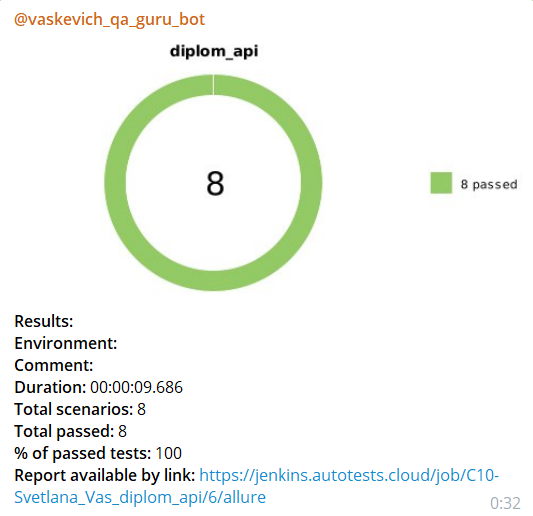 @vaskevich_qa_guru_bot
diplom_api
8
8 passed
Results:
Environment:
Comment:
Duration: 00:00:09.686
Total scenarios: 8
Total passed: 8
% of passed tests: 100
Report available by link: https://jenkins.autotests.cloud/job/C10-
Svetlana_Vas_diplom_api/6/allure
0:32